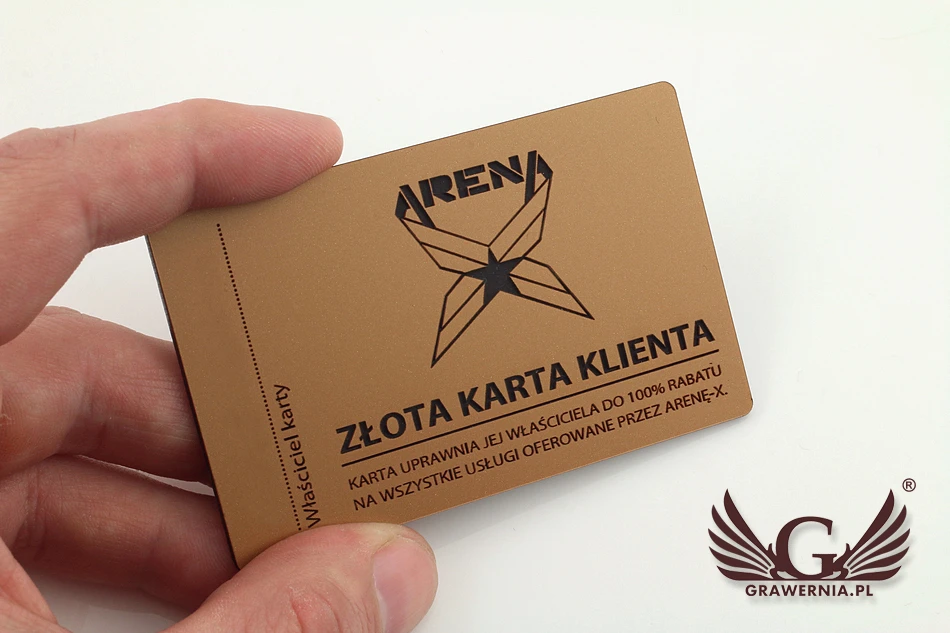 ARENA
ZŁOTA KARTA KLIENTA
KARTA UPRAWNIA JEJ WŁAŚCICIELA DO 100% RABATU
NA WSZYSTKIE USŁUGI OFEROWANE PRZEZ ARENĘ-X.
Właściciel karty
G
®
GRAWERNIA.PL